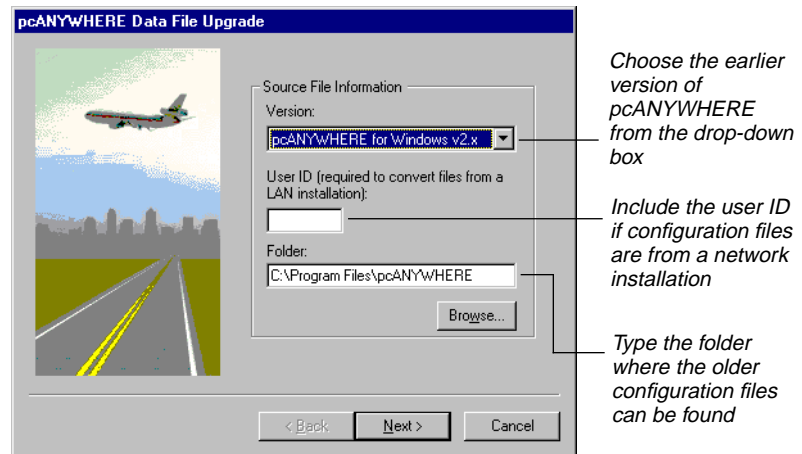 pcANYWHERE Data File Upgrade
Source File Information
Version:
pcANYWHERE for Windows v2.x
User ID (required to convert files from a
LAN installation):
Folder:
C:\Program Files\pcANYWHERE
Browse...
< Back
Next >
Cancel
Choose the earlier
version of
pcANYWHERE
from the drop-down
box
Include the user ID
if configuration files
are from a network
installation
Type the folder
where the older
configuration files
can be found